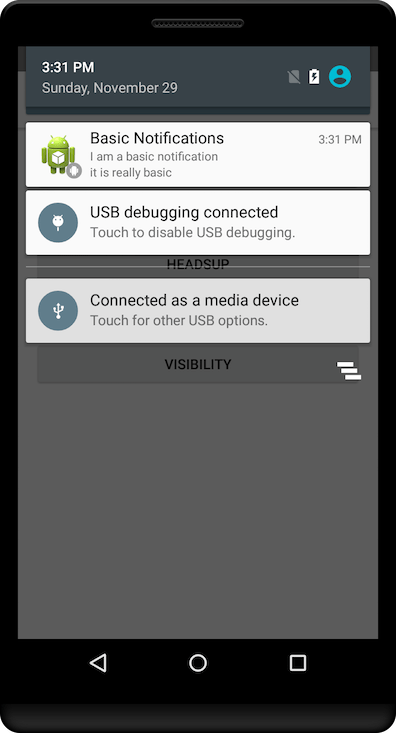 3:31 PM
Sunday, November 29
Basic Notifications
3:31 PM
I am a basic notification
it is really basic
USB debugging connected
Touch to disable USB debugging.
HEADSUP
Connected as a media device
Touch for other USB options.
VISIBILITY